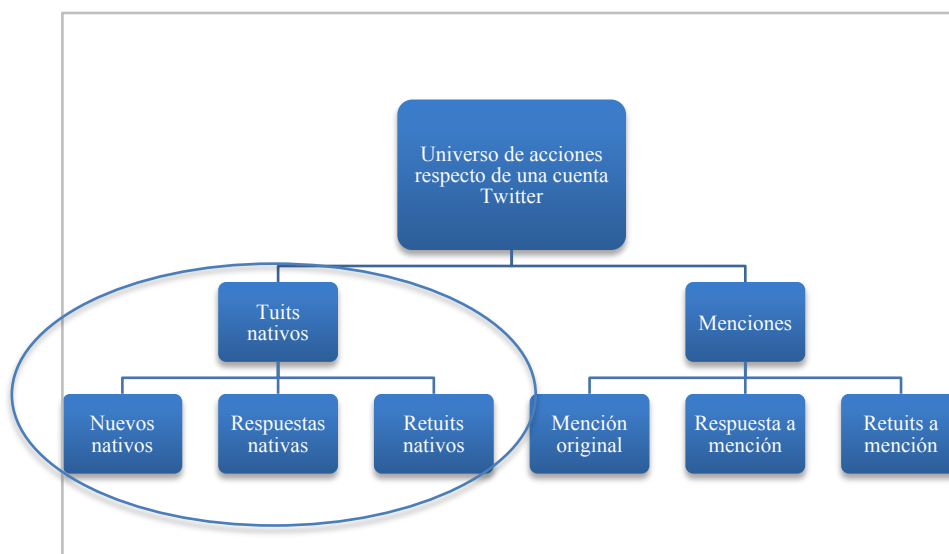 Universo de acciones
respecto de una cuenta
Twitter
Tuits
nativos
Menciones
Nuevos
nativos
Respuestas
nativas
Retuits
nativos
Mención
original
Respuesta a
mención
Retuits a
mención